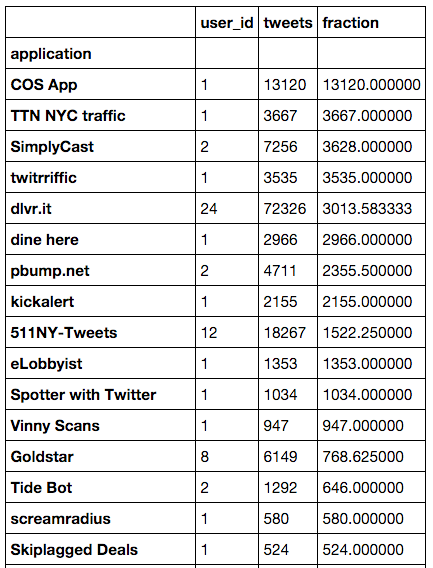 user_id tweets fraction
application
COS App 1 13120 13120.000000
TTN NYC traffic 1 3667 3667.000000
SimplyCast 2 7256 3628.000000
twitrriffic 1 3535 3535.000000
dlvr.it 24 72326 3013.583333
dine here 1 2966 2966.000000
pbump.net 2 4711 2355.500000
kickalert 1 2155 2155.000000
511NY-Tweets 12 18267 1522.250000
eLobbyist 1 1353 1353.000000
Spotter with Twitter 1 1034 1034.000000
Vinny Scans 1 947 947.000000
Goldstar 8 6149 768.625000
Tide Bot 2 1292 646.000000
screamradius 1 580 580.000000
Skiplagged Deals 1 524 524.000000